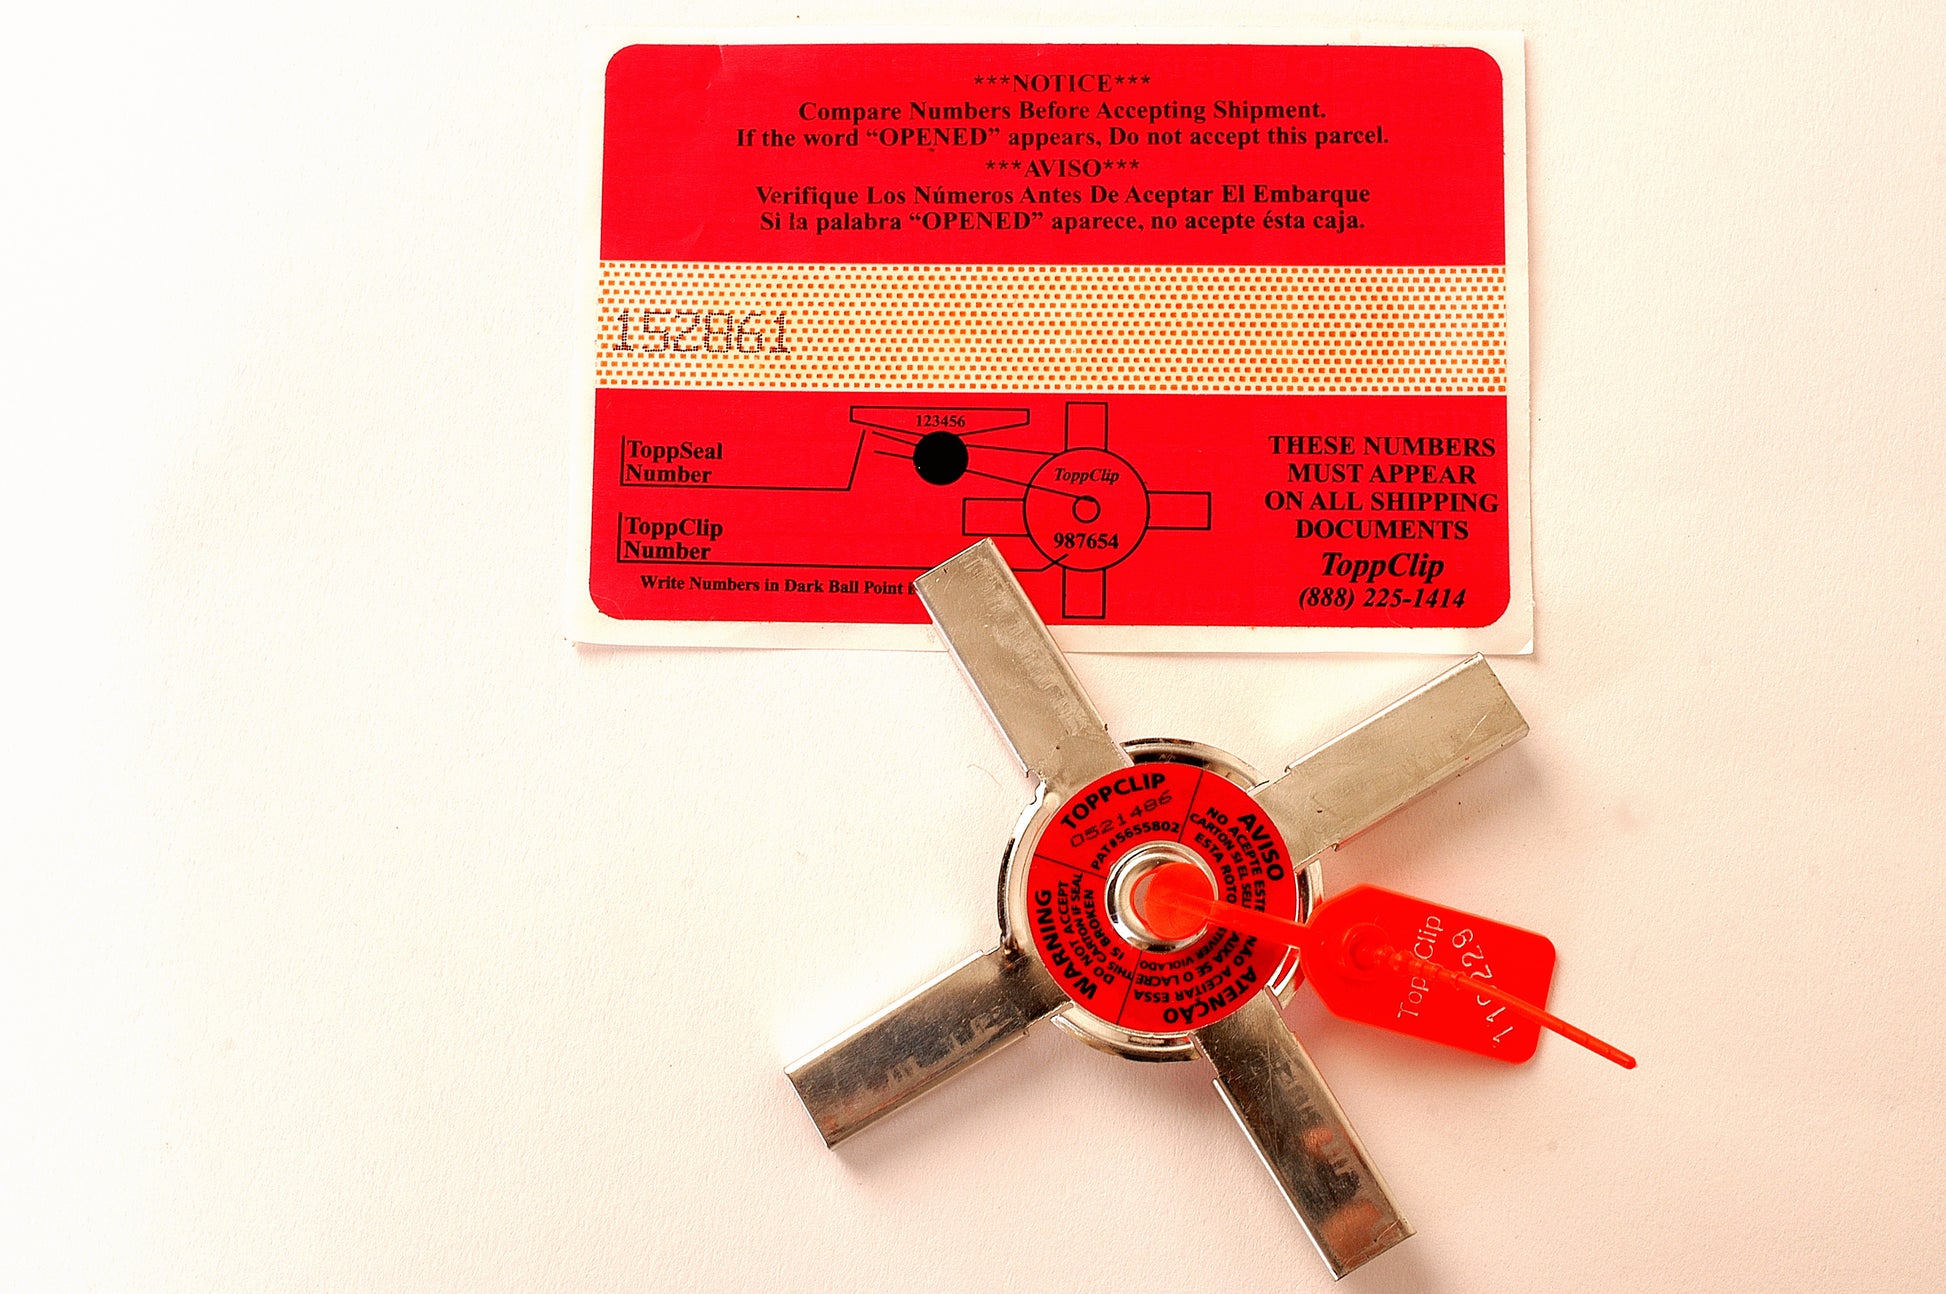 ***NOTICE***
Compare Numbers Before Accepting Shipment.
If the word “OPENED” appears, Do not accept this parcel.
***AVISO***
Verifique Los Números Antes De Aceptar El Embarque
Si la palabra “OPENED” aparece, no acepte ésta caja.
152861
ToppSeal
Number
123456
ToppClip
Number
ToppClip
987654
Write Numbers in Dark Ball Point
THESE NUMBERS
MUST APPEAR
ON ALL SHIPPING
DOCUMENTS
ToppClip
(888) 225-1414
TOPPCLIP
0521486
PAT#5655802
AVISO
NO ACEPTE ESTE
CARTON SI EL
ESTA ROTO
WARNING
DO NOT ACCEPT
THIS CARTON IF SEAL
IS BROKEN
ATENÇÃO
NÃO ACEITAR ESSA
SE O LACRE
VIOLADO
Clip